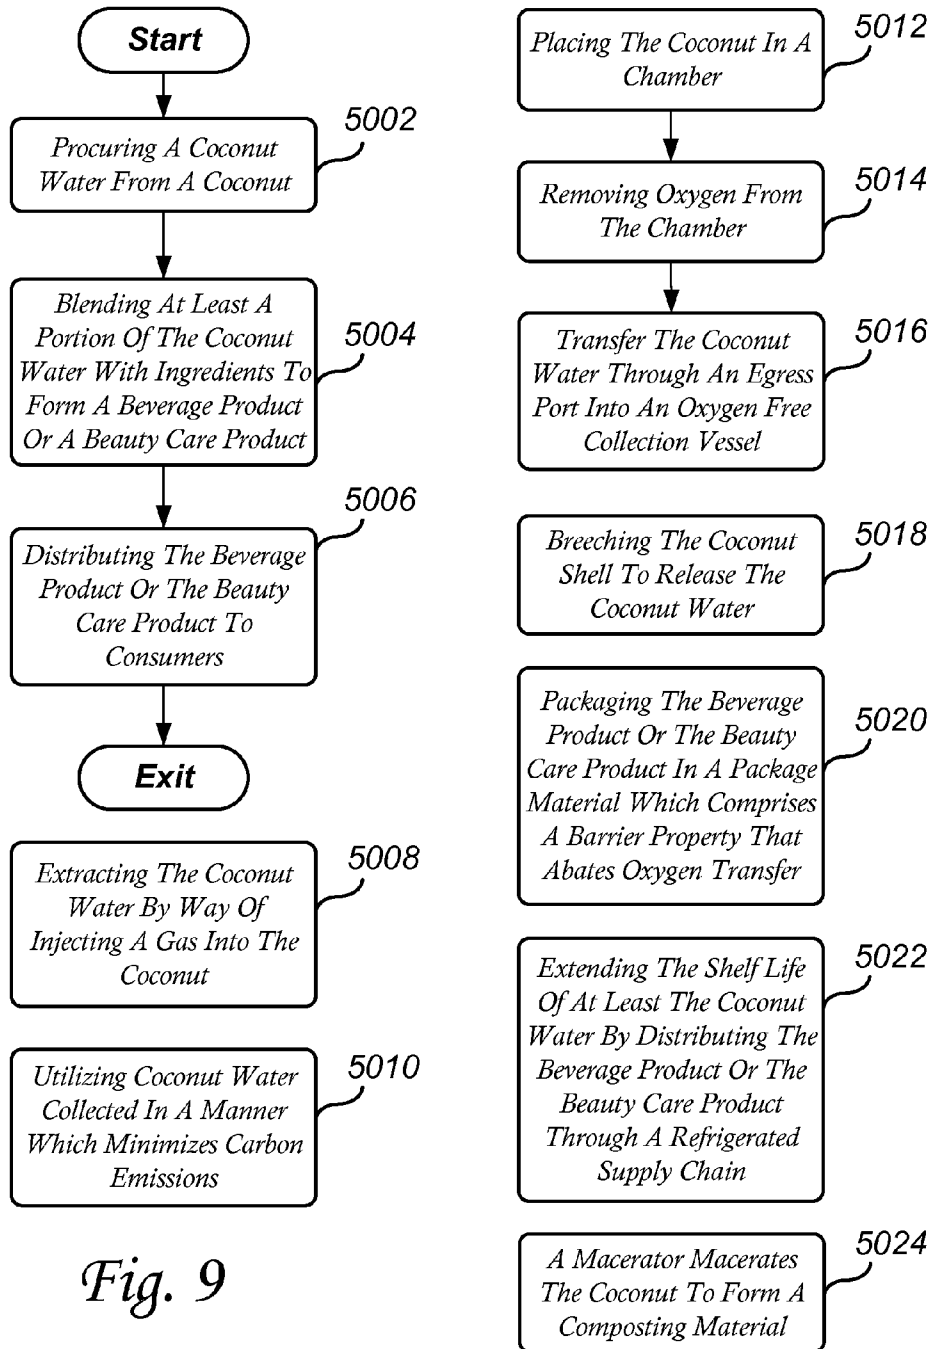 Start
5002
Procuring A Coconut
Water From A Coconut
5004
Blending At Least A
Portion Of The Coconut
Water With Ingredients To
Form A Beverage Product
Or A Beauty Care Product
5006
Distributing The Beverage
Product Or The Beauty
Care Product To
Consumers
Exit
5008
Extracting The Coconut
Water By Way Of
Injecting A Gas Into The
Coconut
5010
Utilizing Coconut Water
Collected In A Manner
Which Minimizes Carbon
Emissions
5012
Placing The Coconut In A
Chamber
5014
Removing Oxygen From
The Chamber
5016
Transfer The Coconut
Water Through An Egress
Port Into An Oxygen Free
Collection Vessel
5018
Breeching The Coconut
Shell To Release The
Coconut Water
5020
Packaging The Beverage
Product Or The Beauty
Care Product In A Package
Material Which Comprises
A Barrier Property That
Abates Oxygen Transfer
5022
Extending The Shelf Life
Of At Least The Coconut
Water By Distributing The
Beverage Product Or The
Beauty Care Product
Through A Refrigerated
Supply Chain
5024
A Macerator Macerates
The Coconut To Form A
Composting Material
Fig. 9